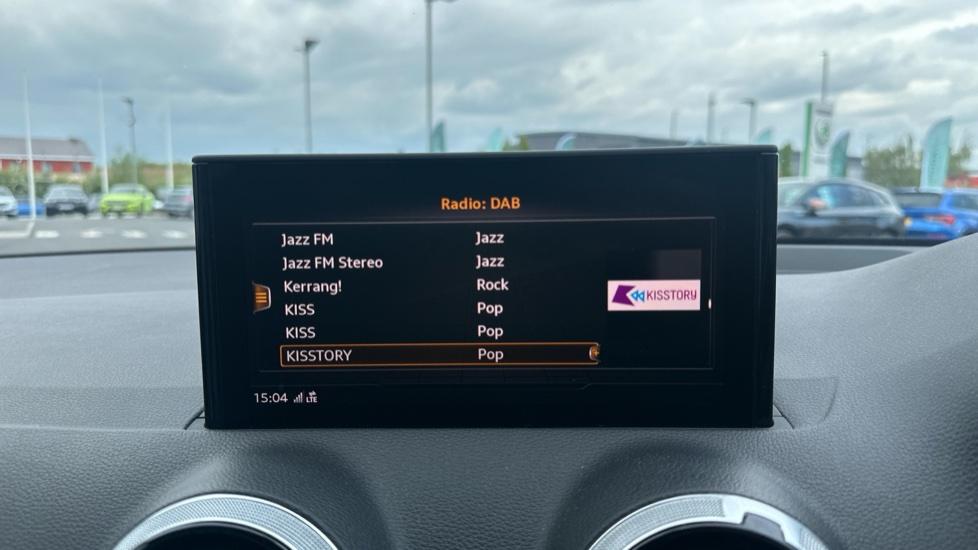 Radio: DAB
Jazz FM Jazz
Jazz FM Stereo Jazz
Kerrang! Rock
KISS Pop
KISS Pop
KISSTORY Pop
KISSTORY
15:04 LTE